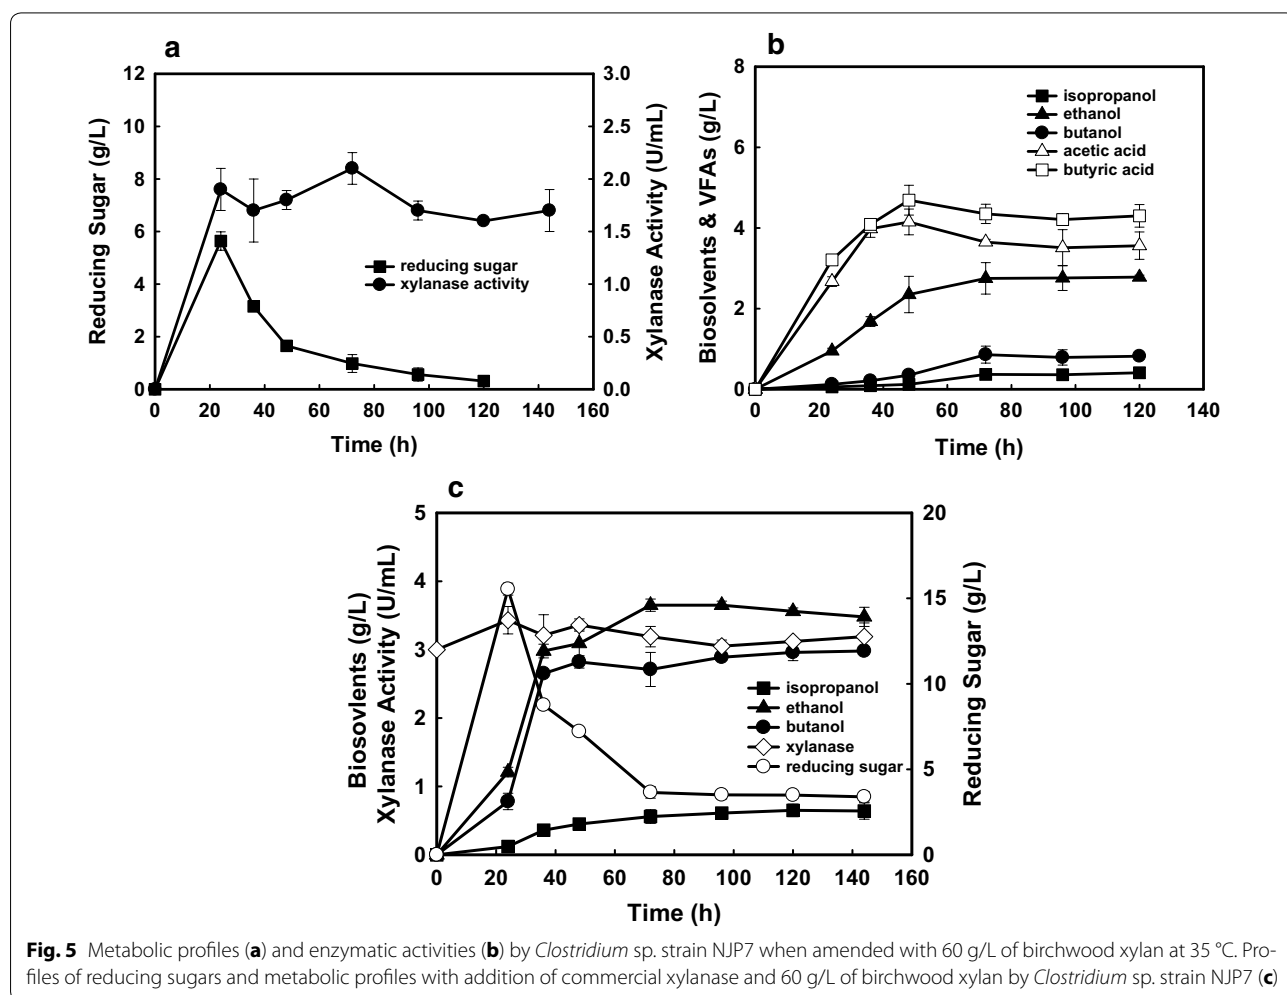 a
12
10
8
6
4
2
0
Reducing Sugar (g/L)
3.0
2.5
2.0
1.5
1.0
0.5
0.0
Xylanase Activity (U/mL)
reducing sugar
xylanase activity
0 20 40 60 80 100 120 140 160
Time (h)
b
8
6
4
2
0
Biosolvents & VFAs (g/L)
isopropanol
ethanol
butanol
acetic acid
butyric acid
0 20 40 60 80 100 120 140
Time (h)
c
5
4
3
2
1
0
Biosovlents (g/L)
Xylanase Activity (U/mL)
20
15
10
5
0
Reducing Sugar (g/L)
isopropanol
ethanol
butanol
xylanase
reducing sugar
0 20 40 60 80 100 120 140 160
Time (h)
Fig. 5 Metabolic profiles (a) and enzymatic activities (b) by Clostridium sp. strain NJP7 when amended with 60 g/L of birchwood xylan at 35 °C. Pro-
files of reducing sugars and metabolic profiles with addition of commercial xylanase and 60 g/L of birchwood xylan by Clostridium sp. strain NJP7 (c)